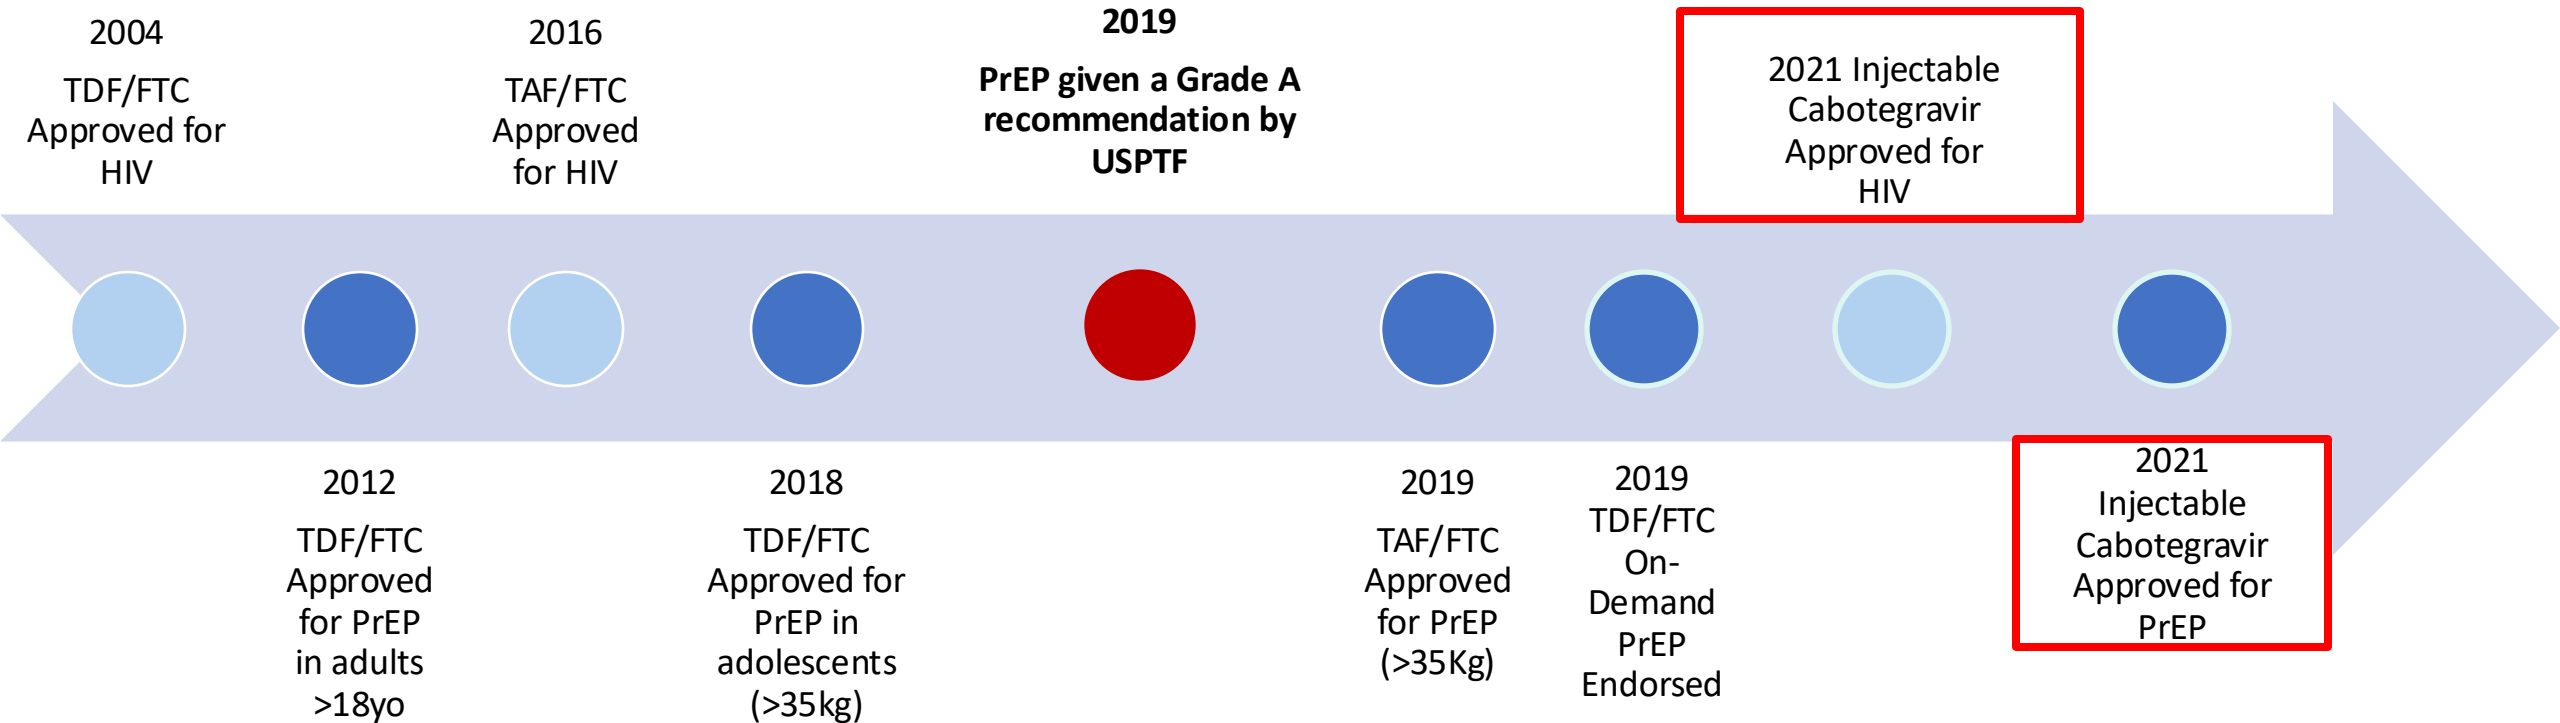 2004
TDF/FTC
Approved for
HIV
2016
TAF/FTC
Approved
for HIV
2019
PrEP given a Grade A
recommendation by
USPTF
2021 Injectable
Cabotegravir
Approved for
HIV
2012
TDF/FTC
Approved
for PrEP
in adults
>18yo
2018
TDF/FTC
Approved for
PrEP in
adolescents
(>35kg)
2019
TAF/FTC
Approved
for PrEP
(>35Kg)
2019
TDF/FTC
On-
Demand
PrEP
Endorsed
2021
Injectable
Cabotegravir
Approved for
PrEP